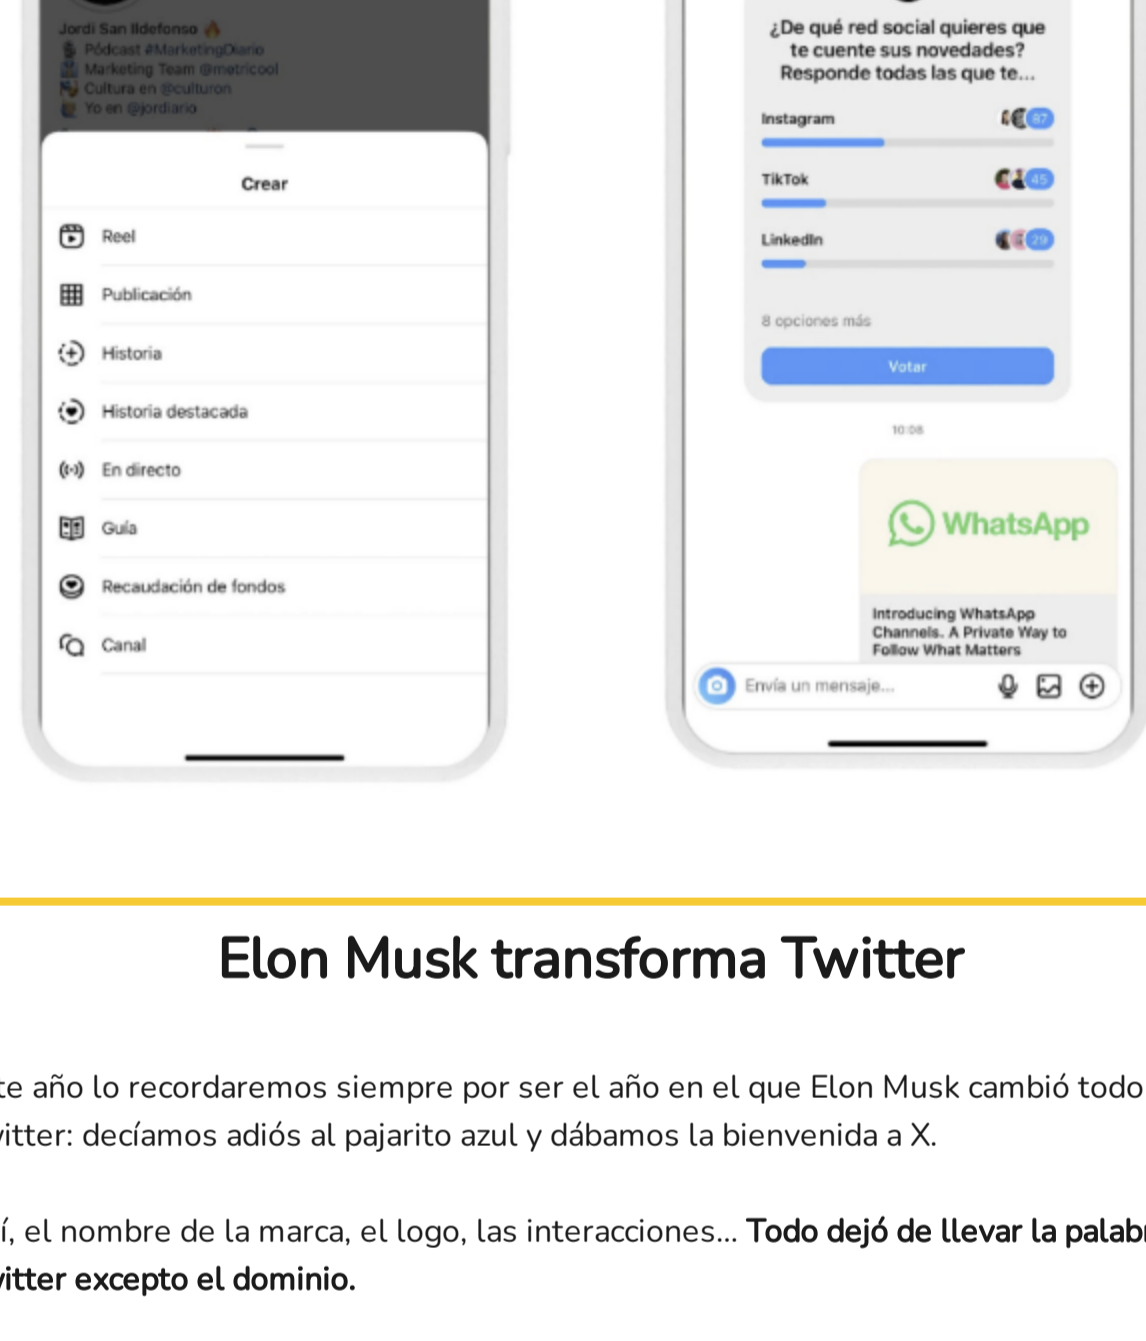 Jordi San Ildefonso 🔥
Pódcast #MarketingDiario
Marketing Team @metricool
Cultura en @culturon
Yo en @jordiario
Crear
Reel
Publicación
Historia
Historia destacada
En directo
Guía
Recaudación de fondos
Canal
¿De qué red social quieres que
te cuente sus novedades?
Responde todas las que te...
Instagram 87
TikTok 45
LinkedIn 29
8 opciones más
Votar
10:08
WhatsApp
Introducing WhatsApp
Channels. A Private Way to
Follow What Matters
Envía un mensaje...
Elon Musk transforma Twitter
te año lo recordaremos siempre por ser el año en el que Elon Musk cambió todo
itter: decíamos adiós al pajarito azul y dábamos la bienvenida a X.
í, el nombre de la marca, el logo, las interacciones... Todo dejó de llevar la palab
itter excepto el dominio.